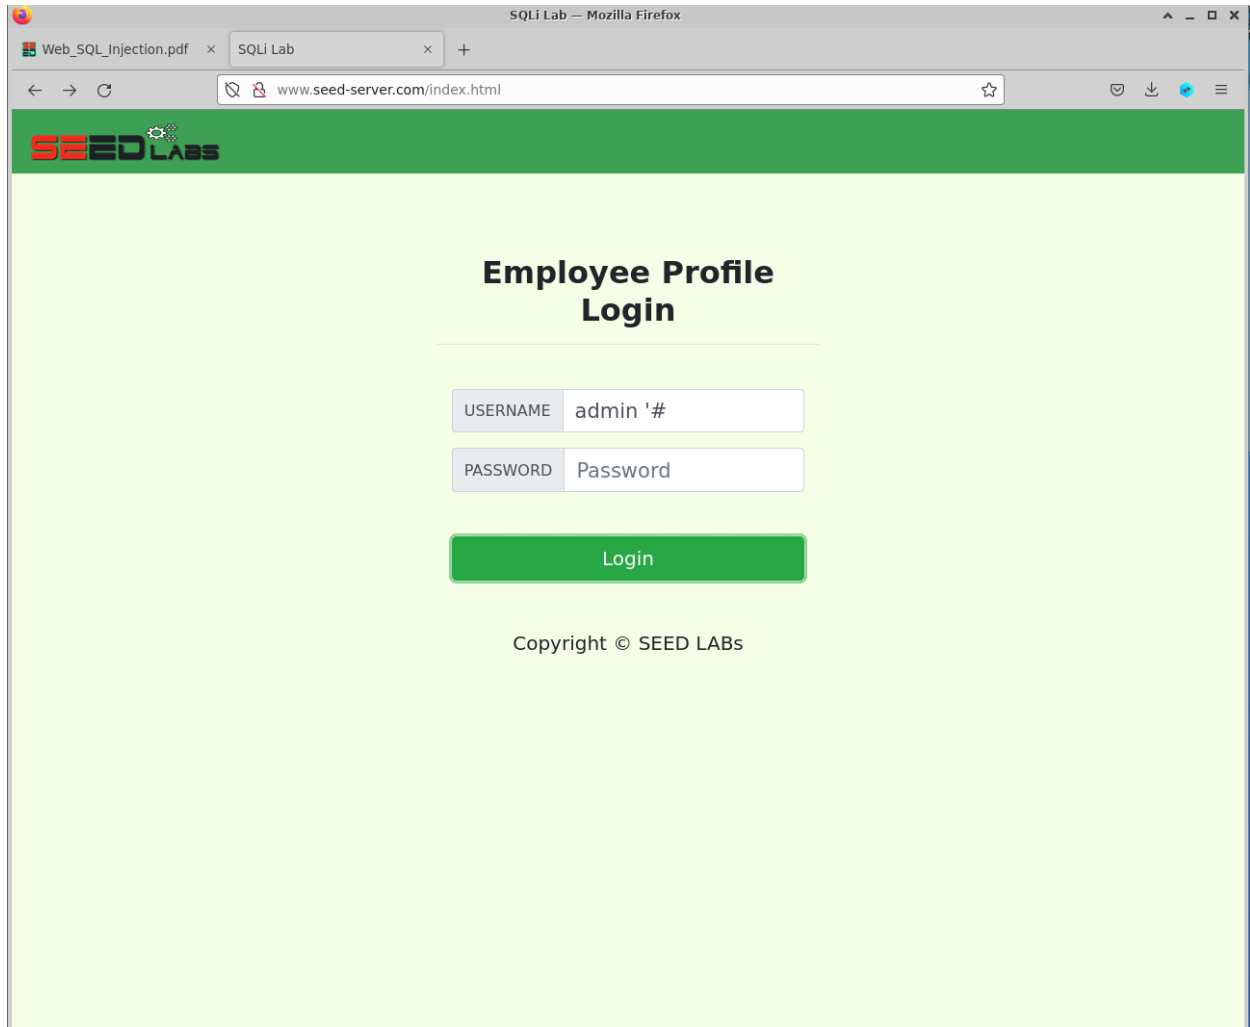 SQLi Lab — Mozilla Firefox
Web_SQL_Injection.pdf
SQLi Lab
www.seed-server.com/index.html
SEED LABS
Employee Profile
Login
USERNAME admin '#
PASSWORD Password
Login
Copyright © SEED LABs